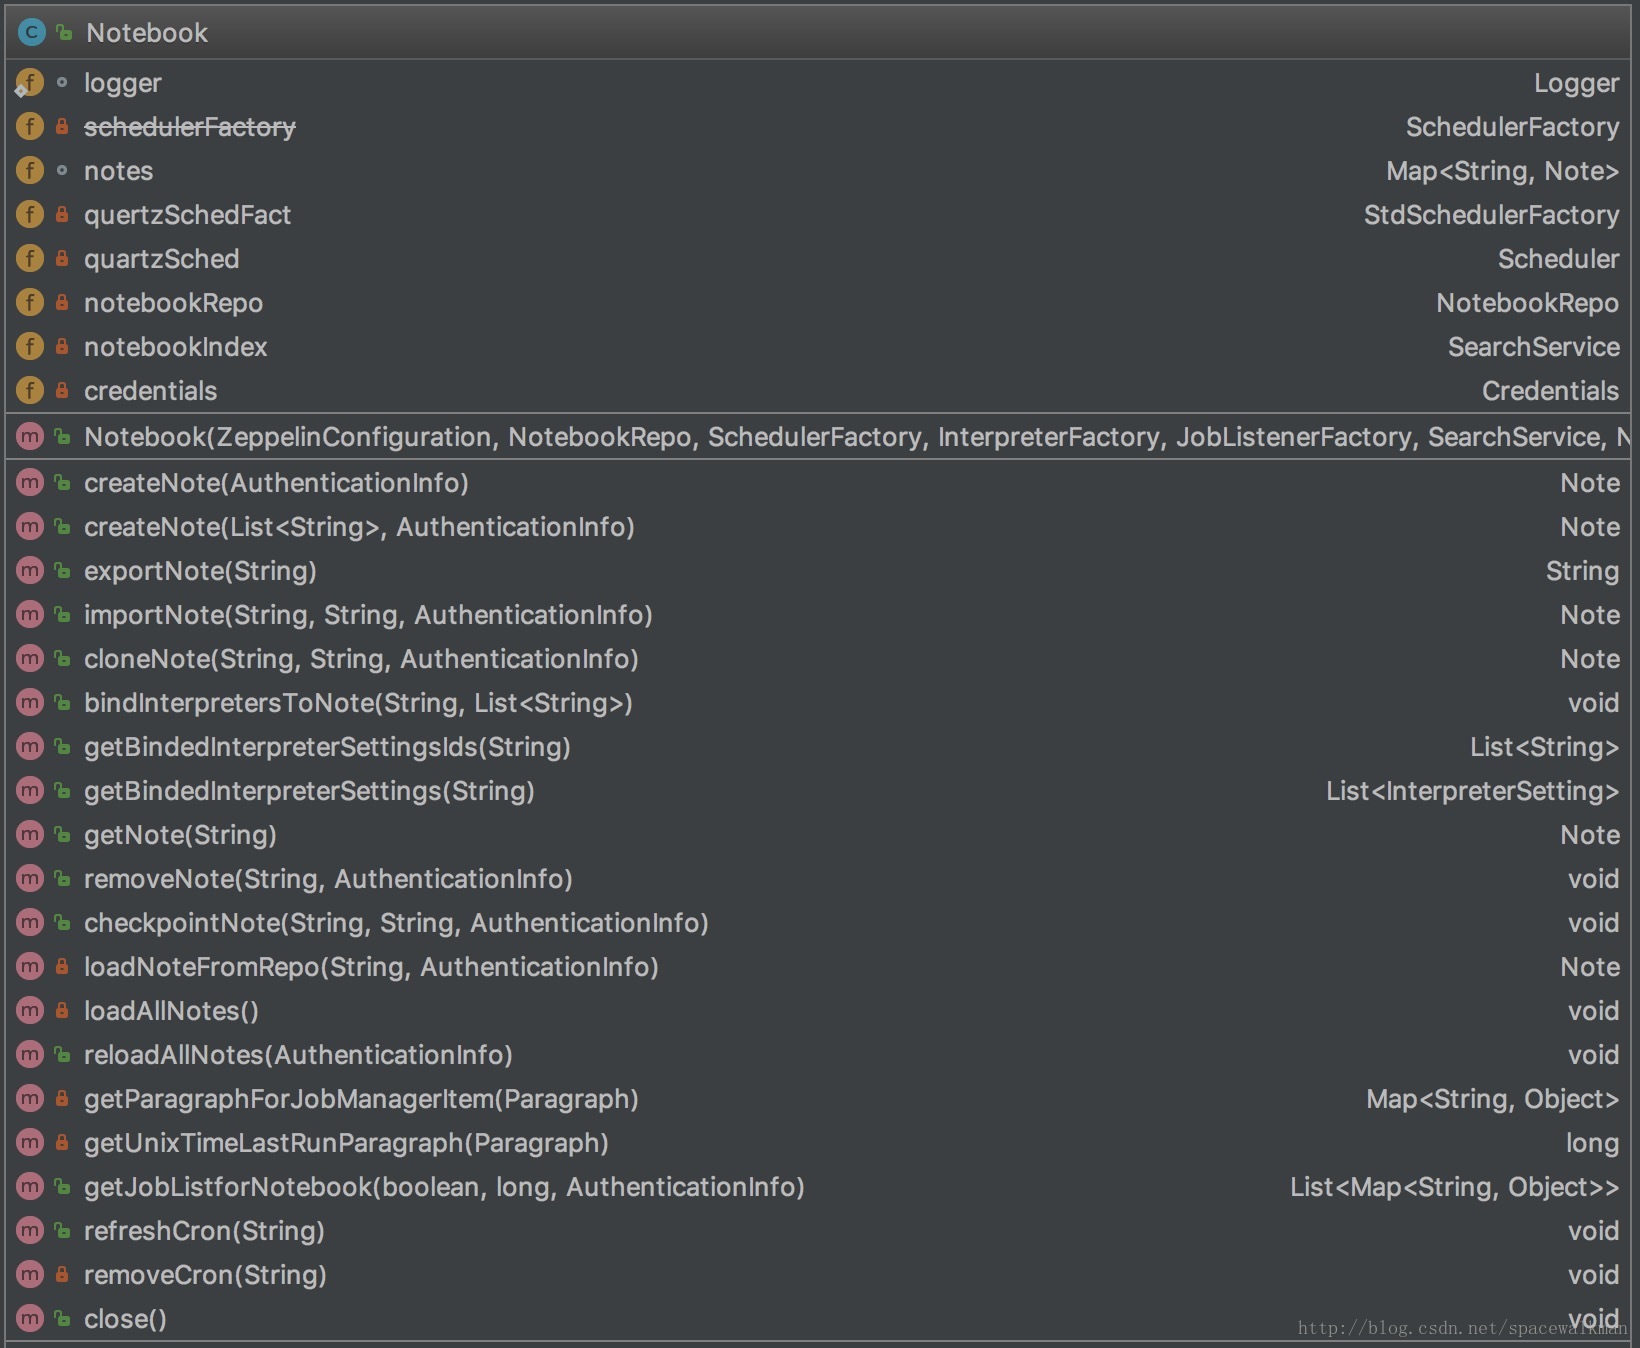 C Notebook
f logger Logger
f schedulerFactory SchedulerFactory
f notes Map<String, Note>
f quertzSchedFact StdSchedulerFactory
f quartzSched Scheduler
f notebookRepo NotebookRepo
f notebookIndex SearchService
f credentials Credentials
m Notebook(ZeppelinConfiguration, NotebookRepo, SchedulerFactory, InterpreterFactory, JobListenerFactory, SearchService, N
m createNote(AuthenticationInfo) Note
m createNote(List<String>, AuthenticationInfo) Note
m exportNote(String) String
m importNote(String, String, AuthenticationInfo) Note
m cloneNote(String, String, AuthenticationInfo) Note
m bindInterpretersToNote(String, List<String>) void
m getBindedInterpreterSettingsIds(String) List<String>
m getBindedInterpreterSettings(String) List<InterpreterSetting>
m getNote(String) Note
m removeNote(String, AuthenticationInfo) void
m checkpointNote(String, String, AuthenticationInfo) void
m loadNoteFromRepo(String, AuthenticationInfo) Note
m loadAllNotes() void
m reloadAllNotes(AuthenticationInfo) void
m getParagraphForJobManagerItem(Paragraph) Map<String, Object>
m getUnixTimeLastRunParagraph(Paragraph) long
m getJobListforNotebook(boolean, long, AuthenticationInfo) List<Map<String, Object>>
m refreshCron(String) void
m removeCron(String) void
m close() void
http://blog.csdn.net/spacewalkman